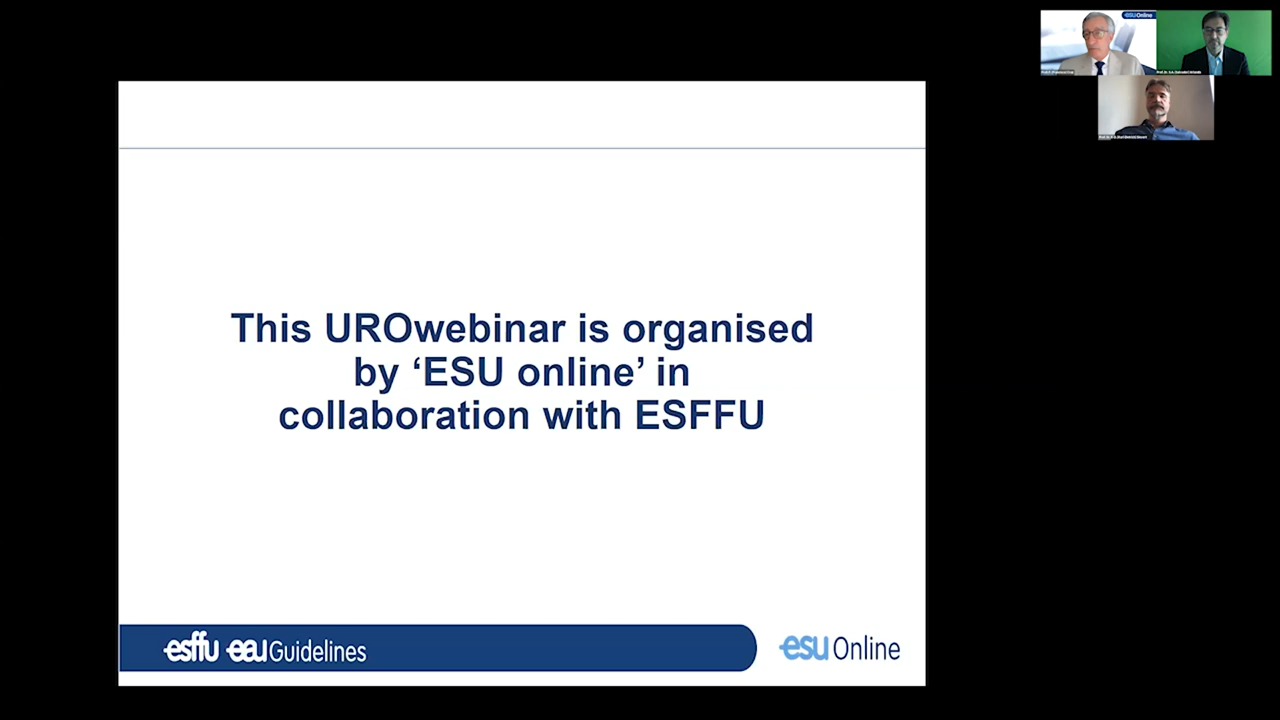 esu Online
This UROwebinar is organised
by ‘ESU online’ in
collaboration with ESFFU
esffu eau Guidelines
esu Online